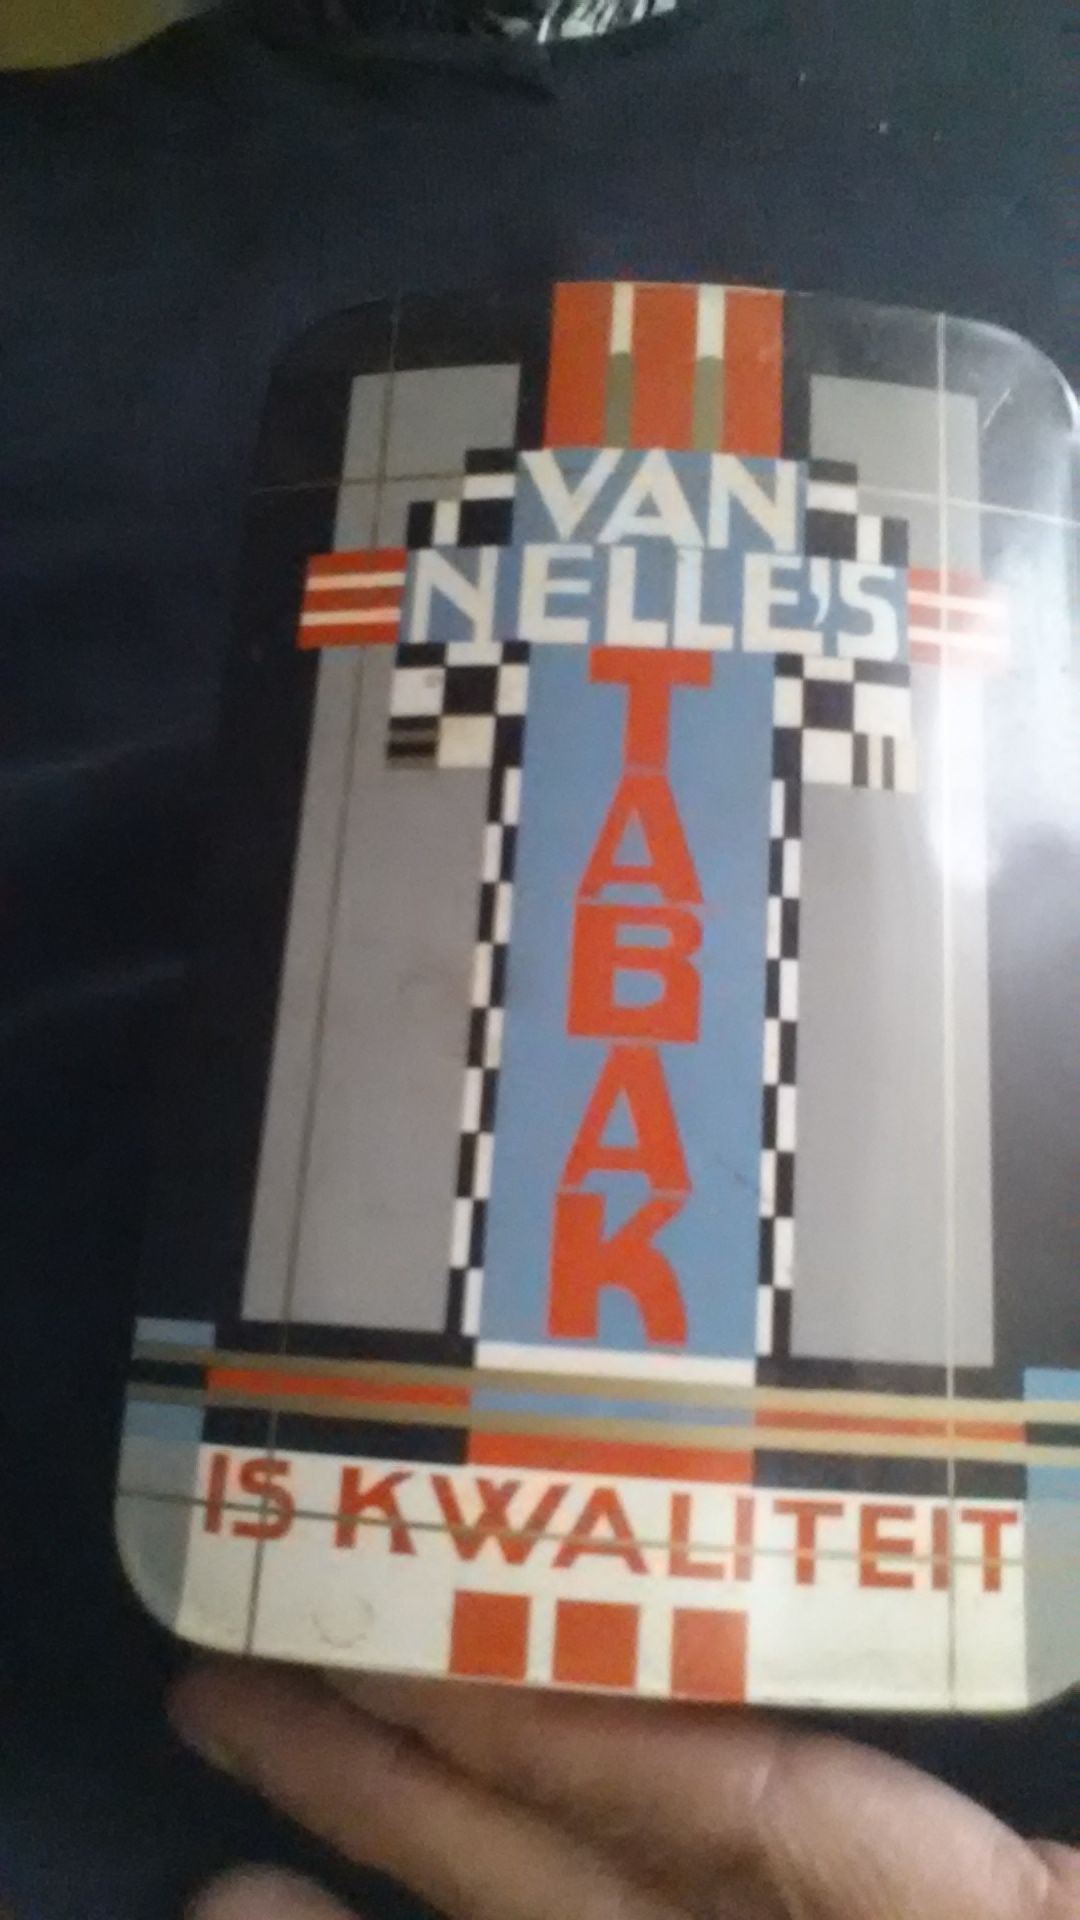 VAN
NELLE'S
TABAK
IS KWALITEIT